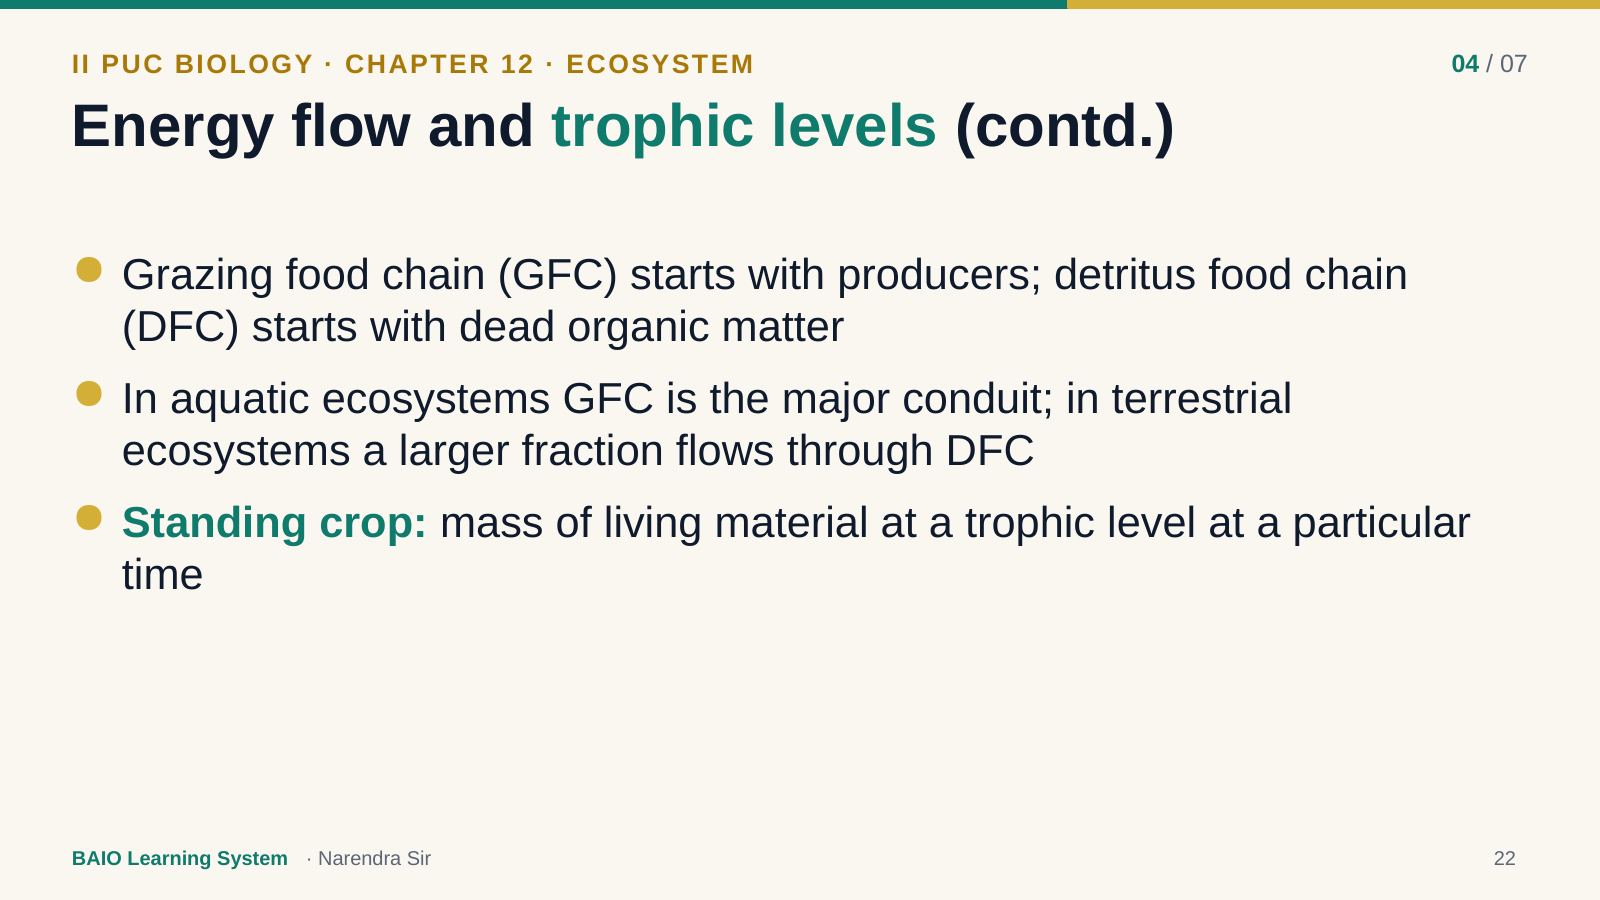 II PUC BIOLOGY · CHAPTER 12 · ECOSYSTEM
04 / 07
Energy flow and trophic levels (contd.)
Grazing food chain (GFC) starts with producers; detritus food chain
(DFC) starts with dead organic matter
In aquatic ecosystems GFC is the major conduit; in terrestrial
ecosystems a larger fraction flows through DFC
Standing crop: mass of living material at a trophic level at a particular
time
BAIO Learning System · Narendra Sir
22